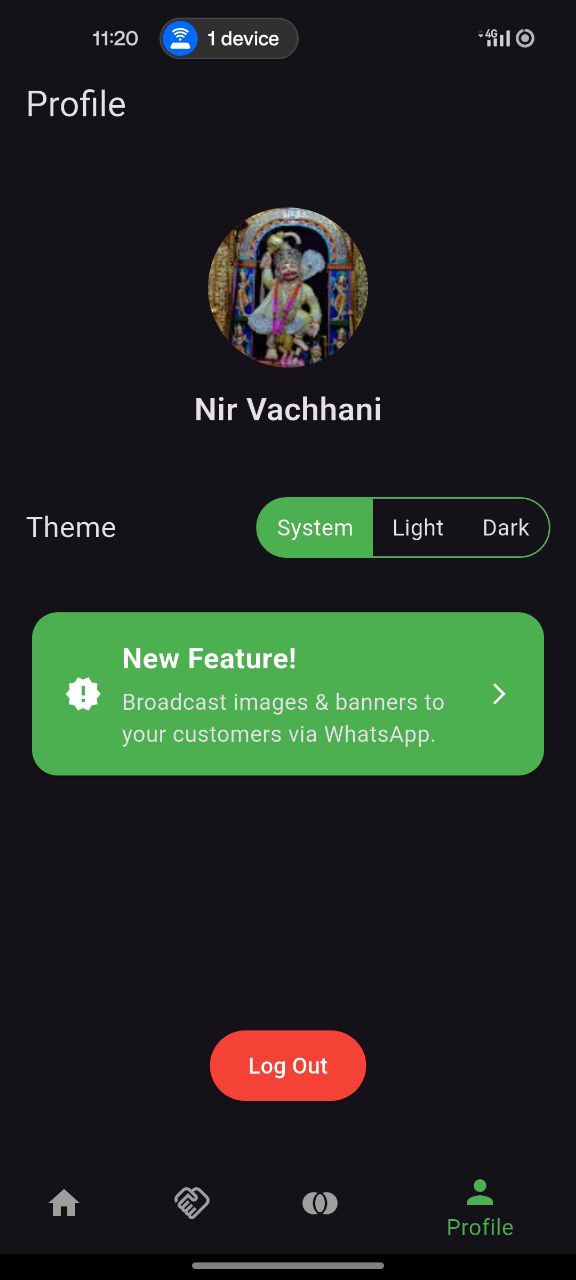 11:20
1 device
4G
Profile
Nir Vachhani
Theme
System Light Dark
New Feature!
Broadcast images & banners to
your customers via WhatsApp.
Log Out
Profile